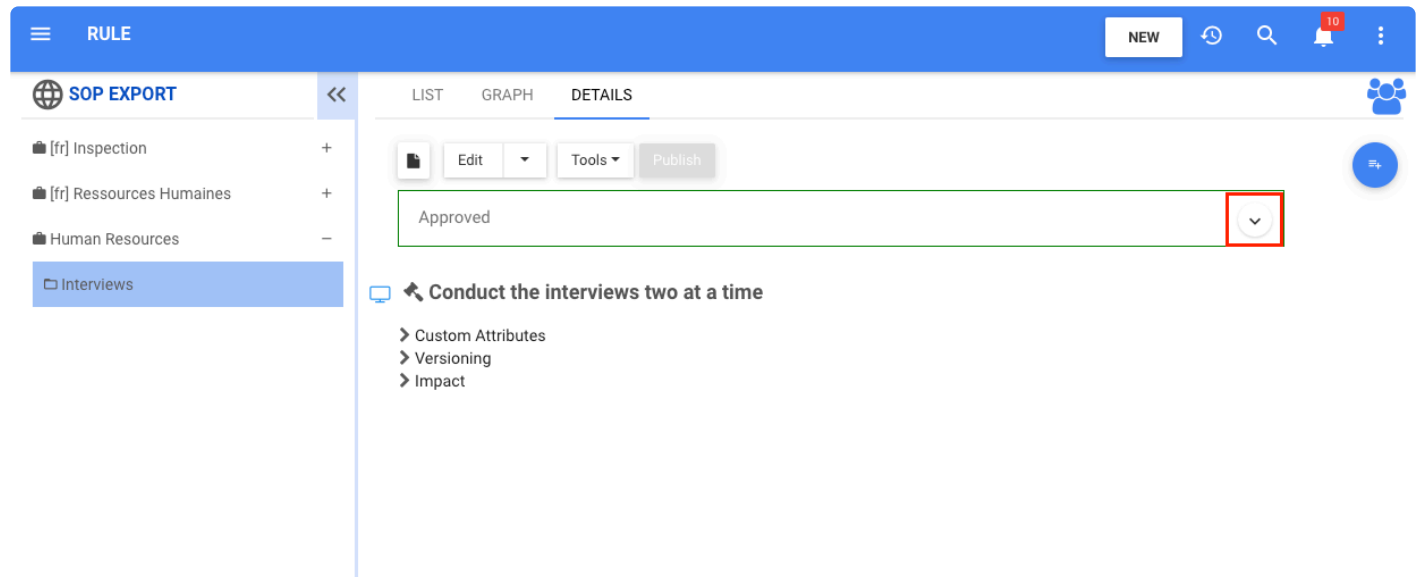 RULE
NEW
10
SOP EXPORT
LIST GRAPH DETAILS
[fr] Inspection
[fr] Ressources Humaines
Human Resources
Interviews
Edit Tools Publish
Approved
Conduct the interviews two at a time
Custom Attributes
Versioning
Impact